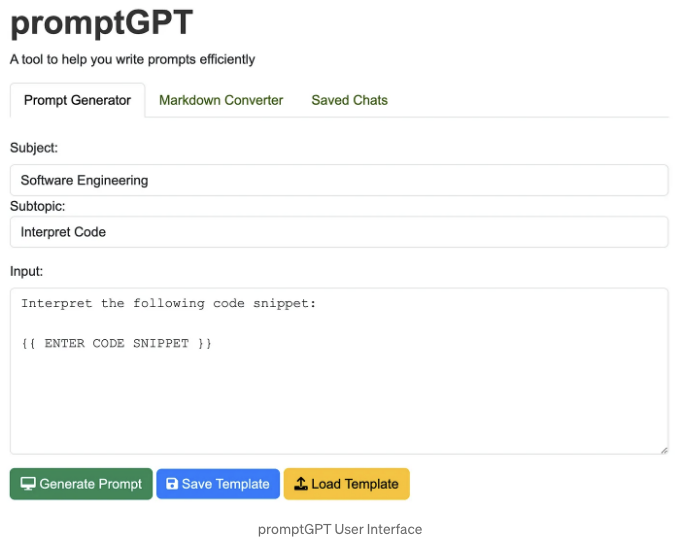 promptGPT
A tool to help you write prompts efficiently
Prompt Generator Markdown Converter Saved Chats
Subject:
Software Engineering
Subtopic:
Interpret Code
Input:
Interpret the following code snippet:
{{ ENTER CODE SNIPPET }}
Generate Prompt Save Template Load Template
promptGPT User Interface